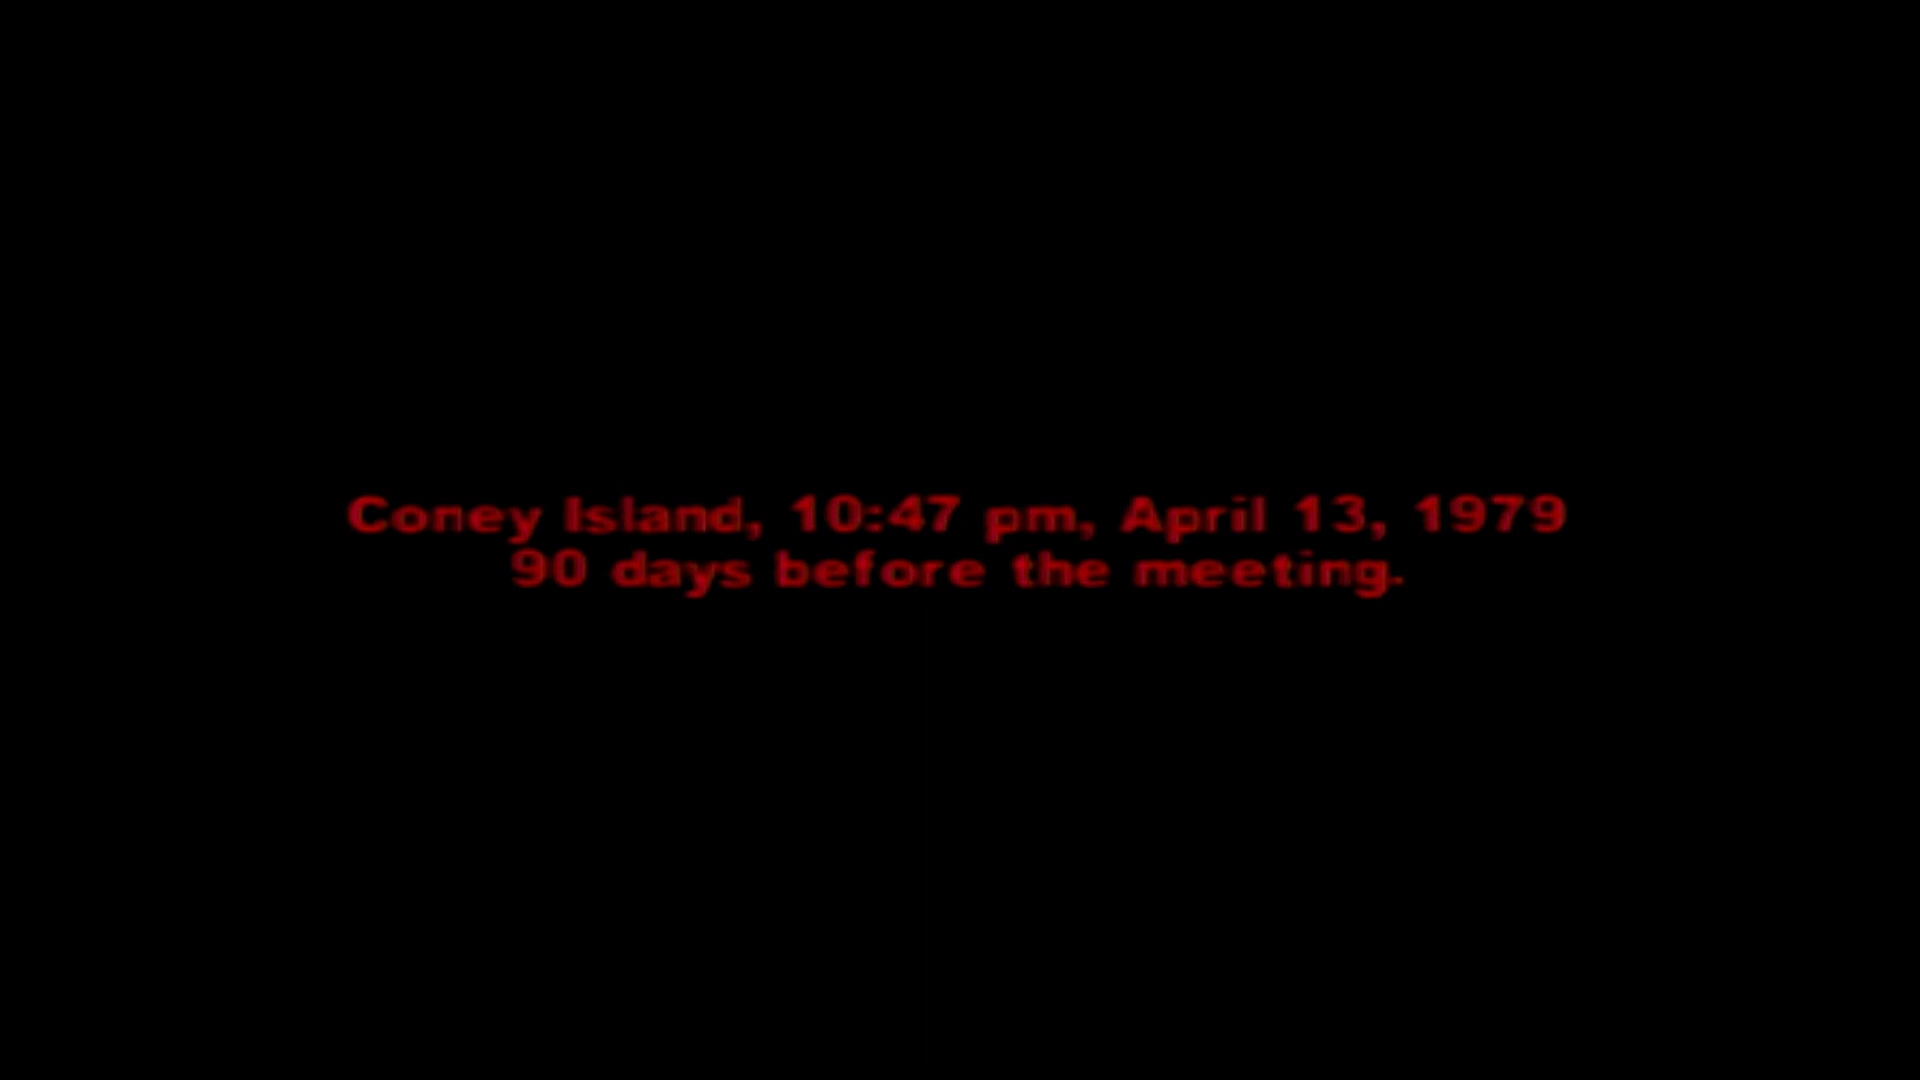 Coney Island, 10:47 pm, April 13, 1979
90 days before the meeting.